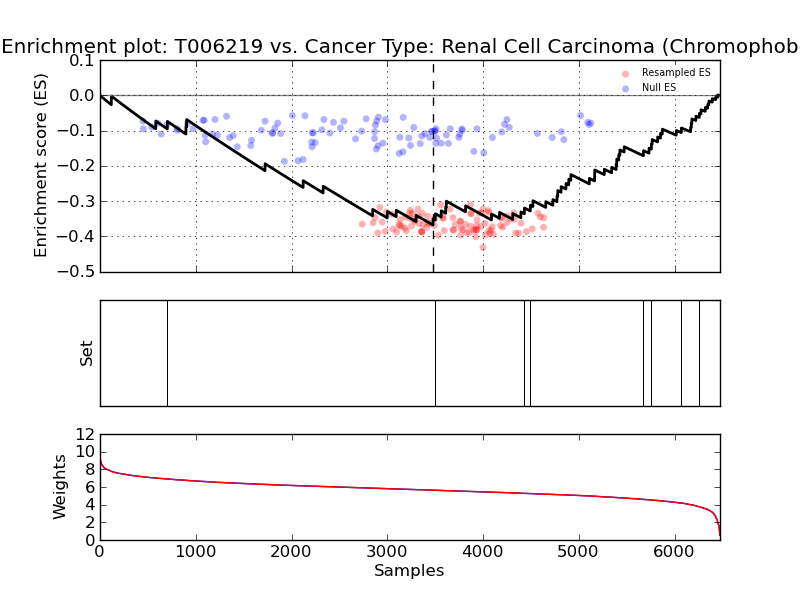 Enrichment plot: T006219 vs. Cancer Type: Renal Cell Carcinoma (Chromophob
0.1
0.0
−0.1
−0.2
−0.3
−0.4
−0.5
Enrichment score (ES)
Resampled ES
Null ES
Set
12
10
8
6
4
2
0
Weights
0 1000 2000 3000 4000 5000 6000
Samples